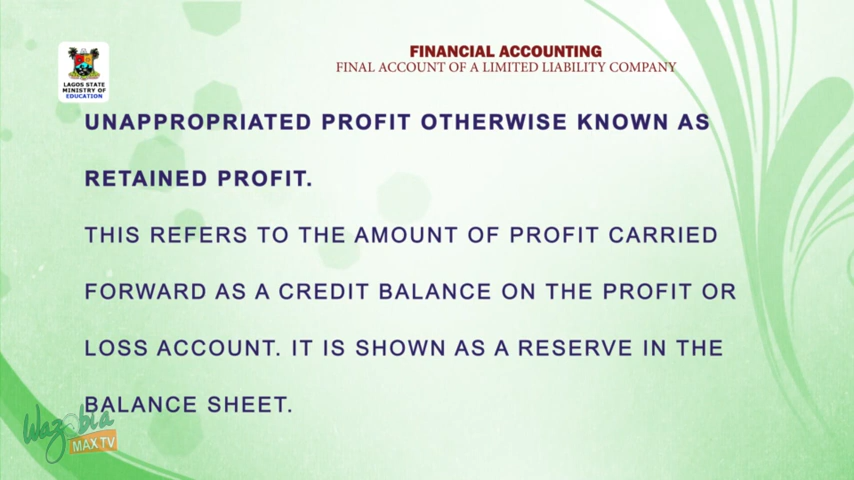 FINANCIAL ACCOUNTING
FINAL ACCOUNT OF A LIMITED LIABILITY COMPANY
LAGOS STATE
MINISTRY OF
EDUCATION
UNAPPROPRIATED PROFIT OTHERWISE KNOWN AS
RETAINED PROFIT.
THIS REFERS TO THE AMOUNT OF PROFIT CARRIED
FORWARD AS A CREDIT BALANCE ON THE PROFIT OR
LOSS ACCOUNT. IT IS SHOWN AS A RESERVE IN THE
BALANCE SHEET.
Wazobia
MAX TV